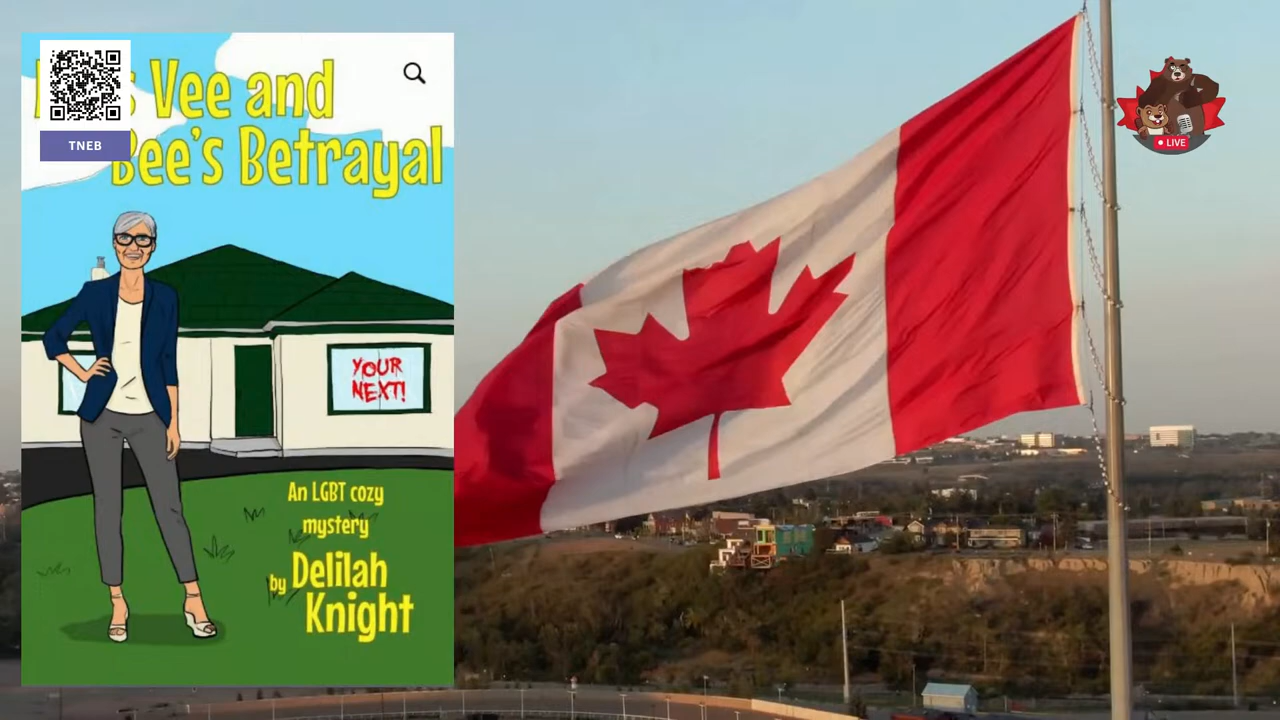 Vee and
Bee's Betrayal
TNEB
YOUR
NEXT!
An LGBT cozy
mystery
by Delilah
Knight
LIVE